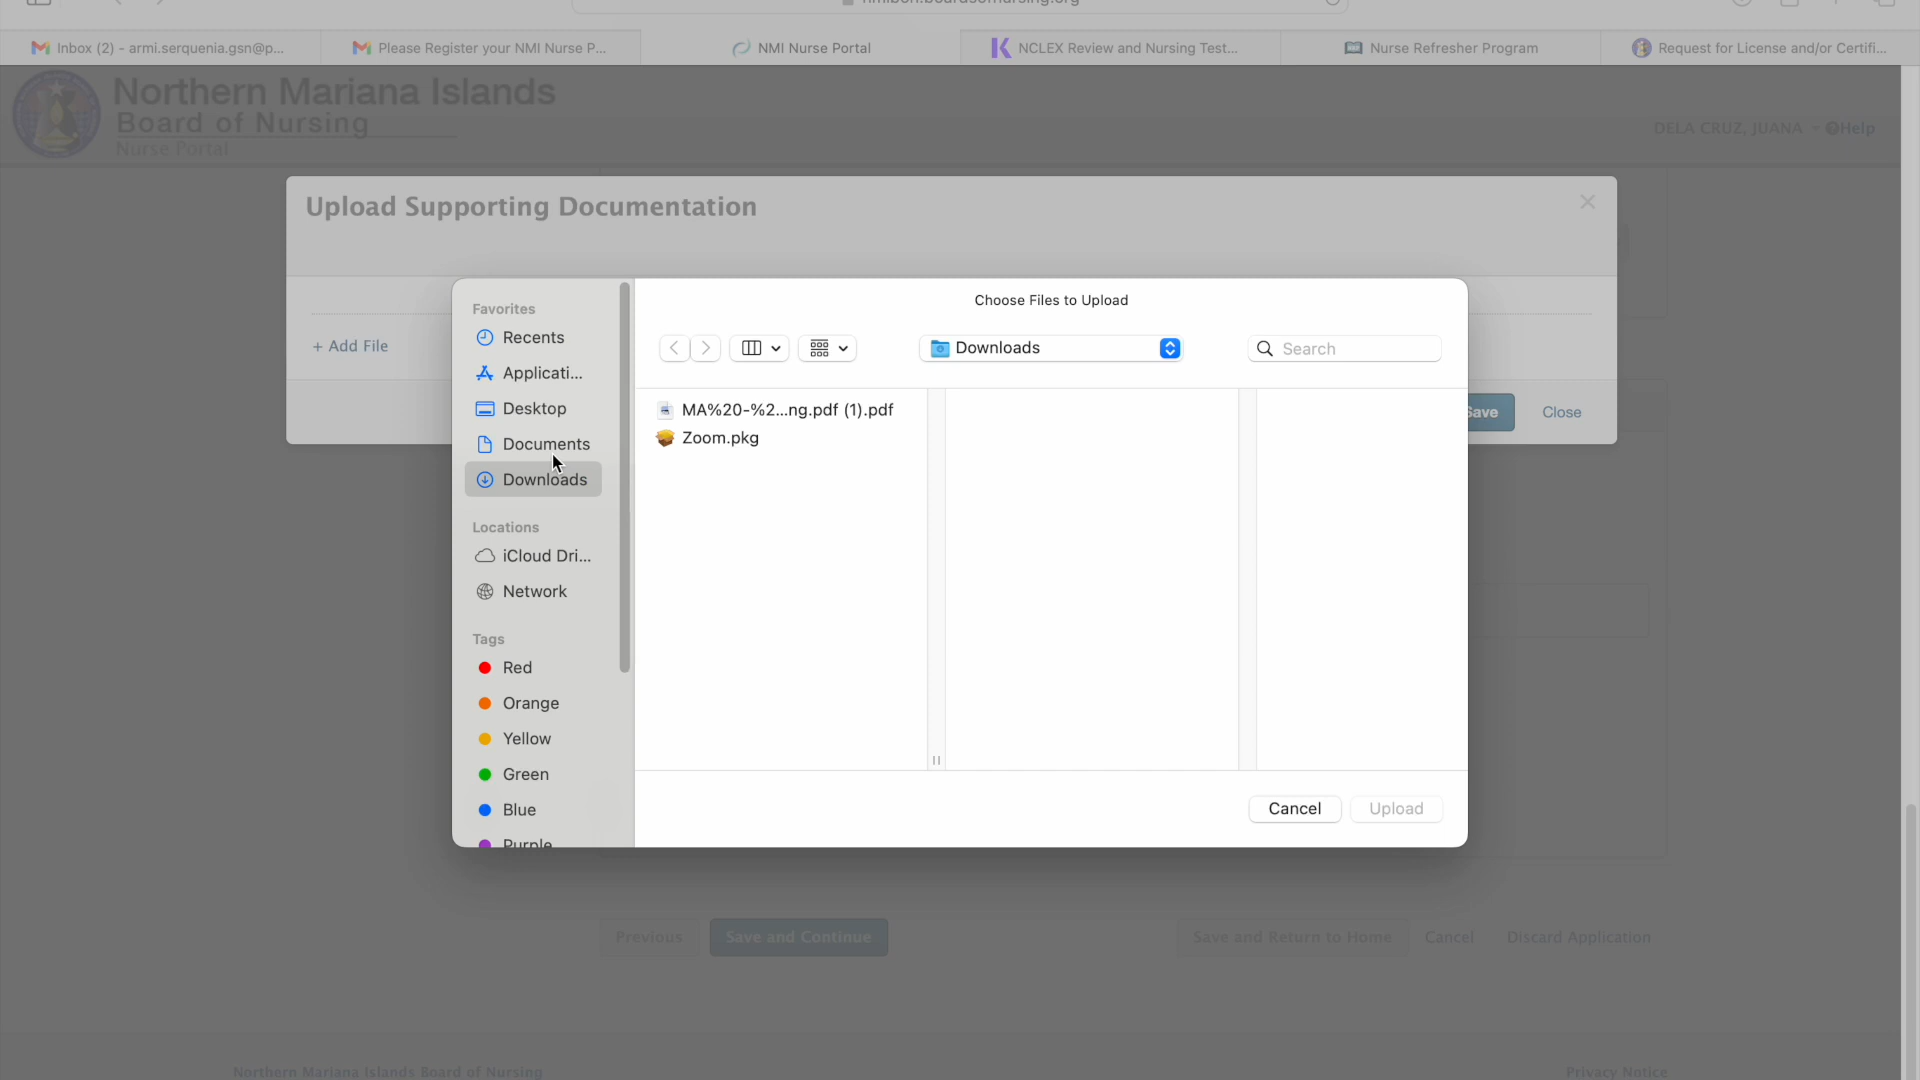 nmibon.boardsofnursing.org
Inbox (2) - armi.serquenia.gsn@p...
Please Register your NMI Nurse P...
NMI Nurse Portal
NCLEX Review and Nursing Test...
Nurse Refresher Program
Request for License and/or Certifi...
Northern Mariana Islands
Board of Nursing
Nurse Portal
DELA CRUZ, JUANA
Help
Upload Supporting Documentation
+ Add File
Save
Close
Choose Files to Upload
Favorites
Recents
Applicati...
Desktop
Documents
Downloads
Locations
iCloud Dri...
Network
Tags
Red
Orange
Yellow
Green
Blue
Purple
Downloads
Search
MA%20-%2...ng.pdf (1).pdf
Zoom.pkg
Cancel
Upload
Previous
Save and Continue
Save and Return to Home
Cancel
Discard Application
Northern Mariana Islands Board of Nursing
Privacy Notice